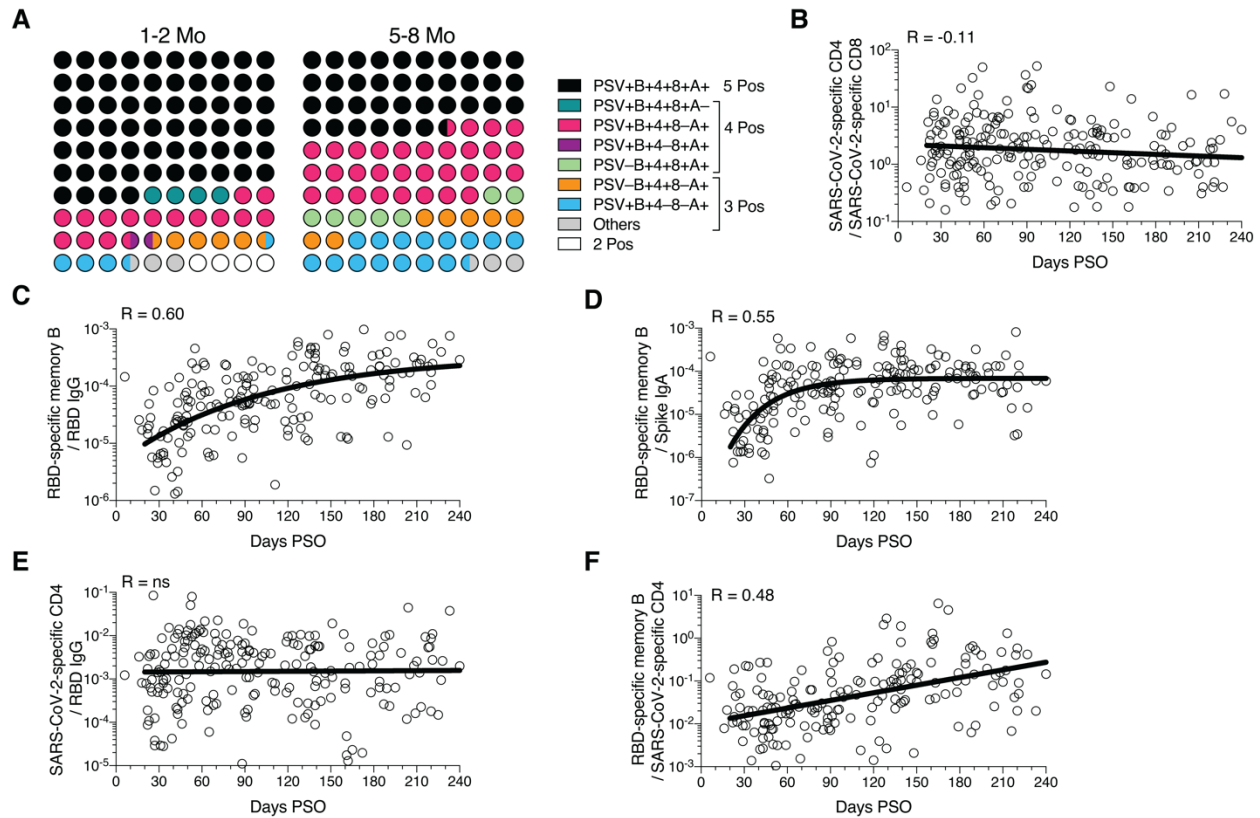 A
1-2 Mo
5-8 Mo
PSV+B+4+8+A+ 5 Pos
PSV+B+4+8+A–
PSV+B+4+8–A+
PSV+B+4–8+A+
PSV–B+4+8+A+
4 Pos
PSV–B+4+8–A+
PSV+B+4–8–A+
3 Pos
Others
2 Pos
B
R = -0.11
SARS-CoV-2-specific CD4
/ SARS-CoV-2-specific CD8
10²
10¹
10⁰
10⁻¹
0 30 60 90 120 150 180 210 240
Days PSO
C
R = 0.60
RBD-specific memory B
/ RBD IgG
10⁻³
10⁻⁴
10⁻⁵
10⁻⁶
0 30 60 90 120 150 180 210 240
Days PSO
D
R = 0.55
RBD-specific memory B
/ Spike IgA
10⁻³
10⁻⁴
10⁻⁵
10⁻⁶
10⁻⁷
0 30 60 90 120 150 180 210 240
Days PSO
E
R = ns
SARS-CoV-2-specific CD4
/ RBD IgG
10⁻¹
10⁻²
10⁻³
10⁻⁴
10⁻⁵
0 30 60 90 120 150 180 210 240
Days PSO
F
R = 0.48
RBD-specific memory B
/ SARS-CoV-2-specific CD4
10¹
10⁰
10⁻¹
10⁻²
10⁻³
0 30 60 90 120 150 180 210 240
Days PSO